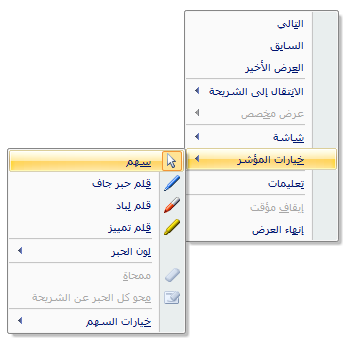 التالي
السابق
العرض الأخير
الانتقال إلى الشريحة
عرض مخصص
شاشة
خيارات المؤشر
تعليمات
إيقاف مؤقت
إنهاء العرض
سهم
قلم حبر جاف
قلم لباد
قلم تمييز
لون الحبر
ممحاة
محو كل الحبر عن الشريحة
خيارات السهم